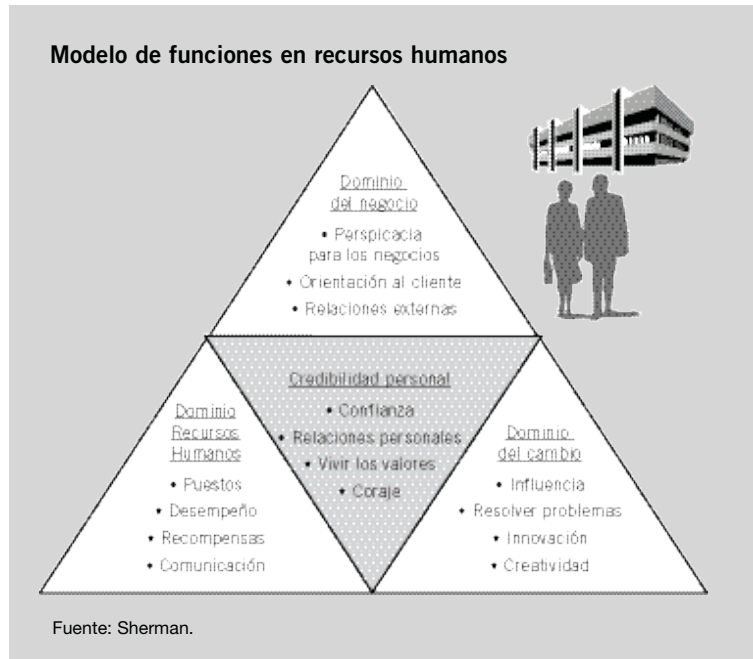 Modelo de funciones en recursos humanos
Dominio
del negocio
• Perspicacia
para los negocios
• Orientación al cliente
• Relaciones externas
Credibilidad personal
• Confianza
• Relaciones personales
• Vivir los valores
• Coraje
Dominio
Recursos
Humanos
• Puestos
• Desempeño
• Recompensas
• Comunicación
Dominio
del cambio
• Influencia
• Resolver problemas
• Innovación
• Creatividad
Fuente: Sherman.